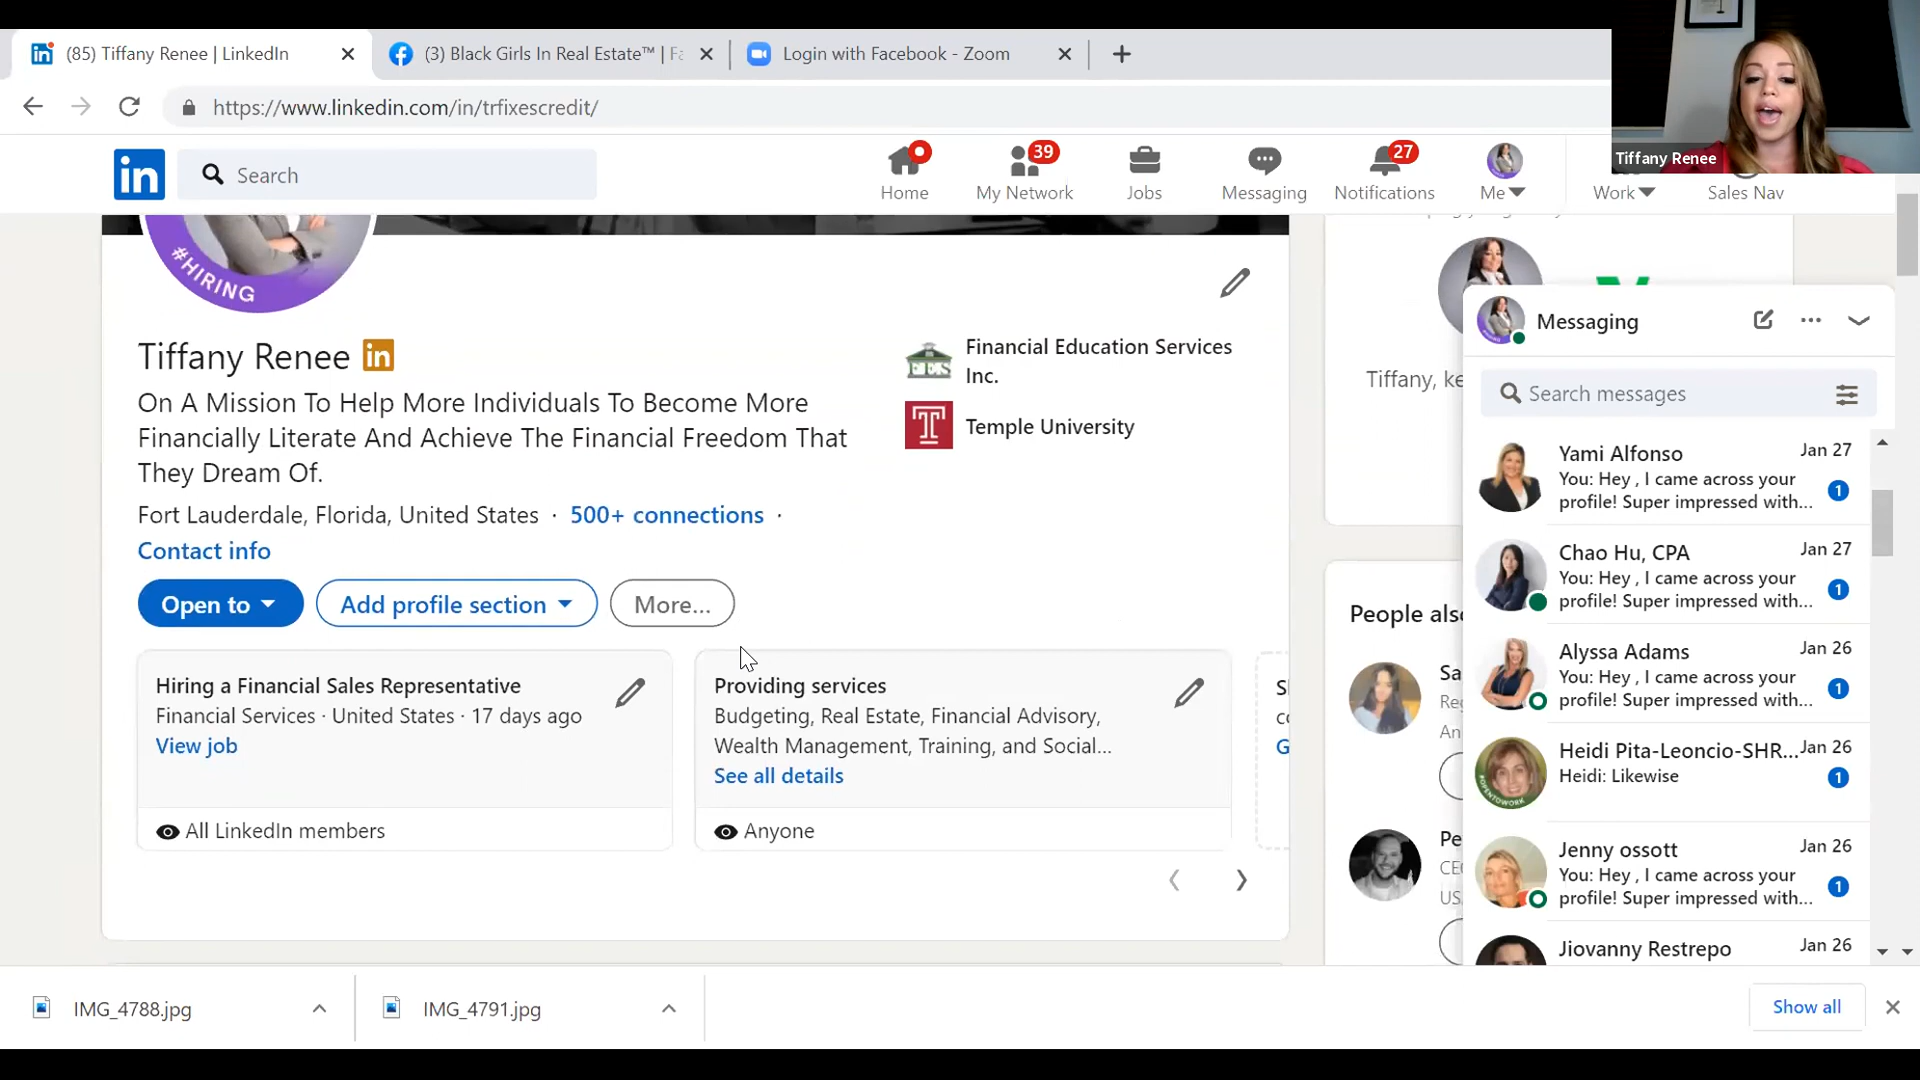 (85) Tiffany Renee | LinkedIn
(3) Black Girls In Real Estate™ | Fa
Login with Facebook - Zoom
https://www.linkedin.com/in/trfixescredit/
Tiffany Renee
in
Search
Home
39
My Network
Jobs
Messaging
27
Notifications
Me
Work
Sales Nav
#HIRING
Tiffany Renee in
On A Mission To Help More Individuals To Become More
Financially Literate And Achieve The Financial Freedom That
They Dream Of.
Fort Lauderdale, Florida, United States · 500+ connections ·
Contact info
FES
Financial Education Services
Inc.
T
Temple University
Open to
Add profile section
More...
Hiring a Financial Sales Representative
Financial Services · United States · 17 days ago
View job
All LinkedIn members
Providing services
Budgeting, Real Estate, Financial Advisory,
Wealth Management, Training, and Social...
See all details
Anyone
Tiffany, ke
People also
Sa
Pe
CE
US
Messaging
Search messages
Yami Alfonso Jan 27
You: Hey , I came across your
profile! Super impressed with... 1
Chao Hu, CPA Jan 27
You: Hey , I came across your
profile! Super impressed with... 1
Alyssa Adams Jan 26
You: Hey , I came across your
profile! Super impressed with... 1
Heidi Pita-Leoncio-SHR... Jan 26
Heidi: Likewise 1
#OPENTOWORK
Jenny ossott Jan 26
You: Hey , I came across your
profile! Super impressed with... 1
Jiovanny Restrepo Jan 26
IMG_4788.jpg
IMG_4791.jpg
Show all